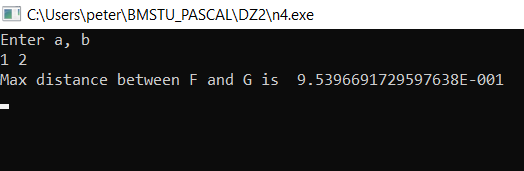 C:\Users\peter\BMSTU_PASCAL\DZ2\n4.exe
Enter a, b
1 2
Max distance between F and G is  9.5396691729597638E-001